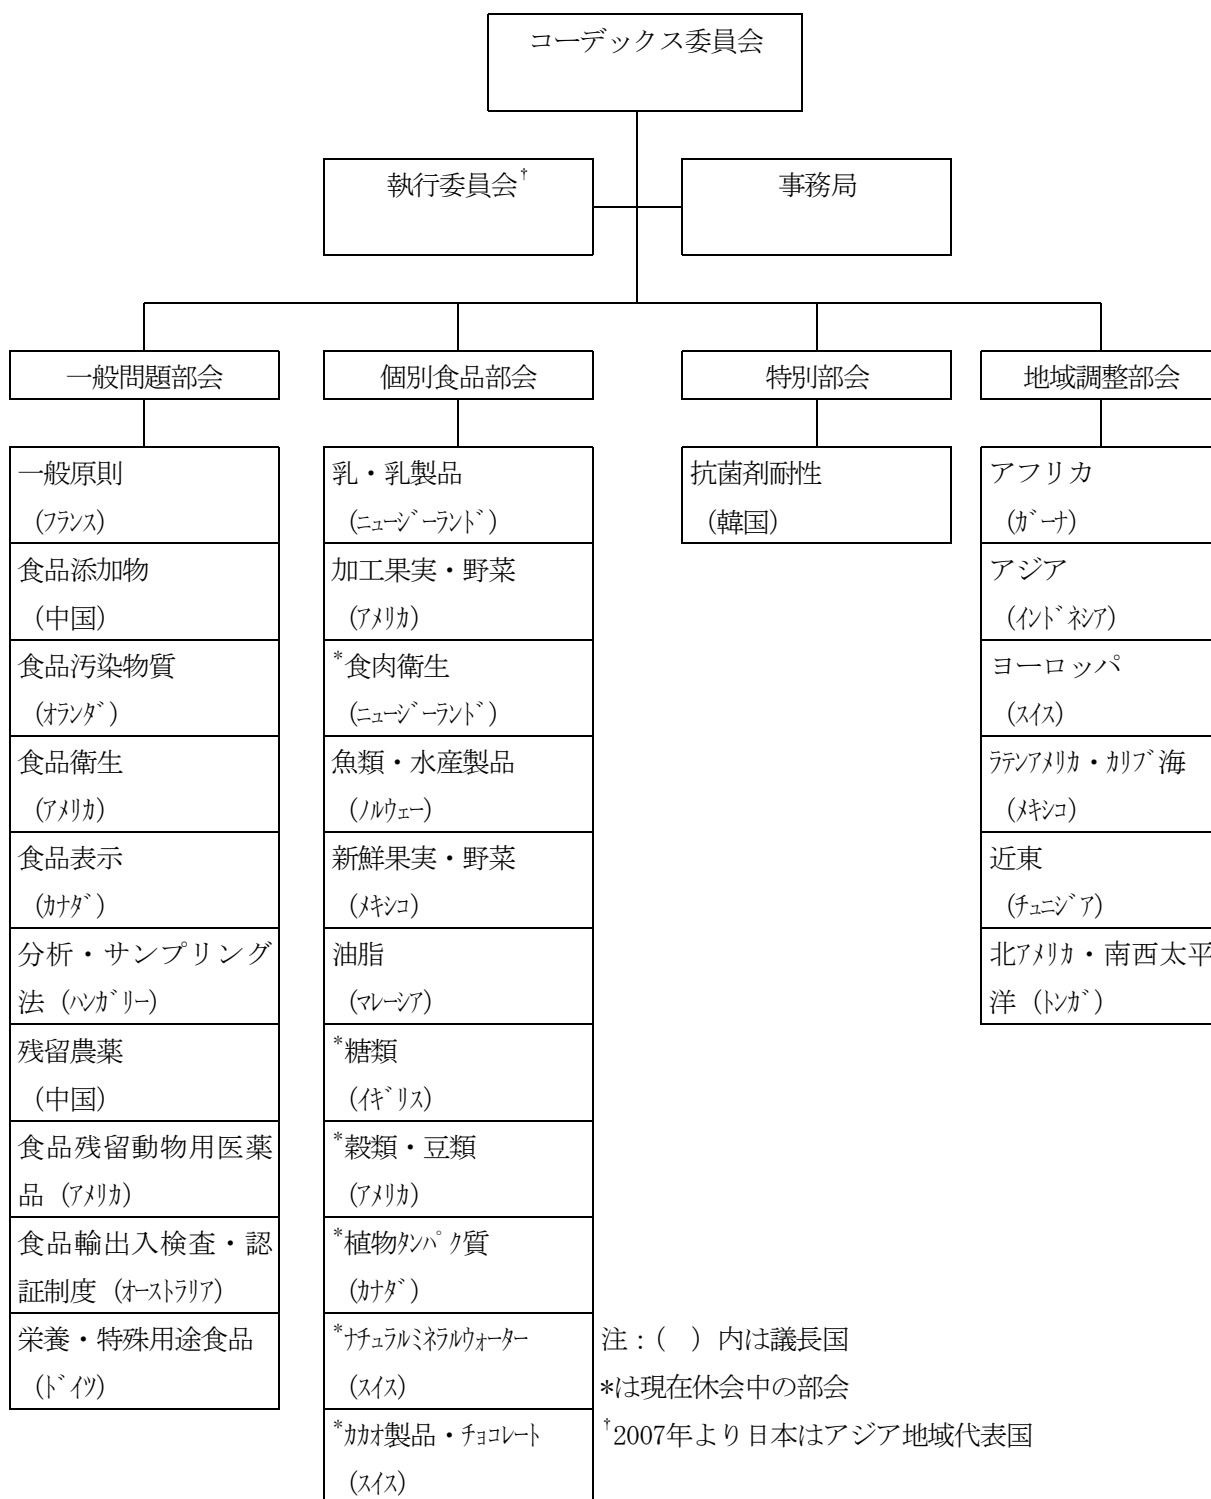 コーデックス委員会
執行委員会†
事務局
一般問題部会
一般原則
(フランス)
食品添加物
(中国)
食品汚染物質
(オランダ)
食品衛生
(アメリカ)
食品表示
(カナダ)
分析・サンプリング
法 (ハンガリー)
残留農薬
(中国)
食品残留動物用医薬
品 (アメリカ)
食品輸出入検査・認
証制度 (オーストラリア)
栄養・特殊用途食品
(ドイツ)
個別食品部会
乳・乳製品
(ニュージーランド)
加工果実・野菜
(アメリカ)
*食肉衛生
(ニュージーランド)
魚類・水産製品
(ノルウェー)
新鮮果実・野菜
(メキシコ)
油脂
(マレーシア)
*糖類
(イギリス)
*穀類・豆類
(アメリカ)
*植物タンパク質
(カナダ)
*ナチュラルミネラルウォーター
(スイス)
*カカオ製品・チョコレート
(スイス)
特別部会
抗菌剤耐性
(韓国)
地域調整部会
アフリカ
(ガーナ)
アジア
(インドネシア)
ヨーロッパ
(スイス)
ラテンアメリカ・カリブ海
(メキシコ)
近東
(チュニジア)
北アメリカ・南西太平
洋 (トンガ)
注:( )内は議長国
*は現在休会中の部会
†2007年より日本はアジア地域代表国